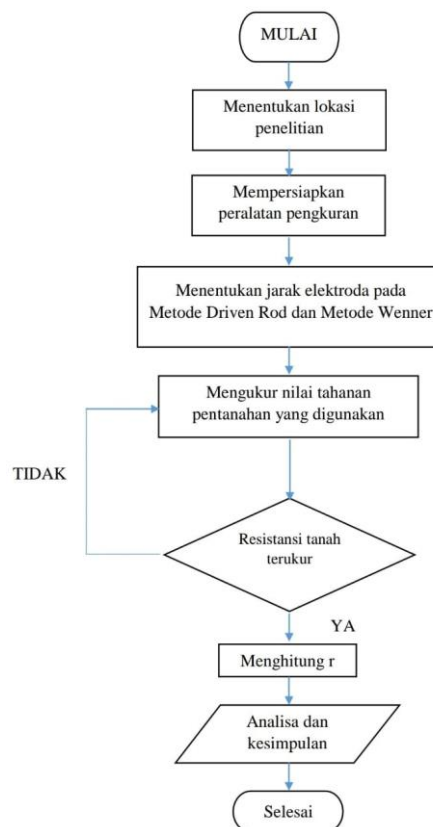 MULAI
Menentukan lokasi
penelitian
Mempersiapkan
peralatan pengkuran
Menentukan jarak elektroda pada
Metode Driven Rod dan Metode Wenner
Mengukur nilai tahanan
pentanahan yang digunakan
TIDAK
Resistansi tanah
terukur
YA
Menghitung r
Analisa dan
kesimpulan
Selesai